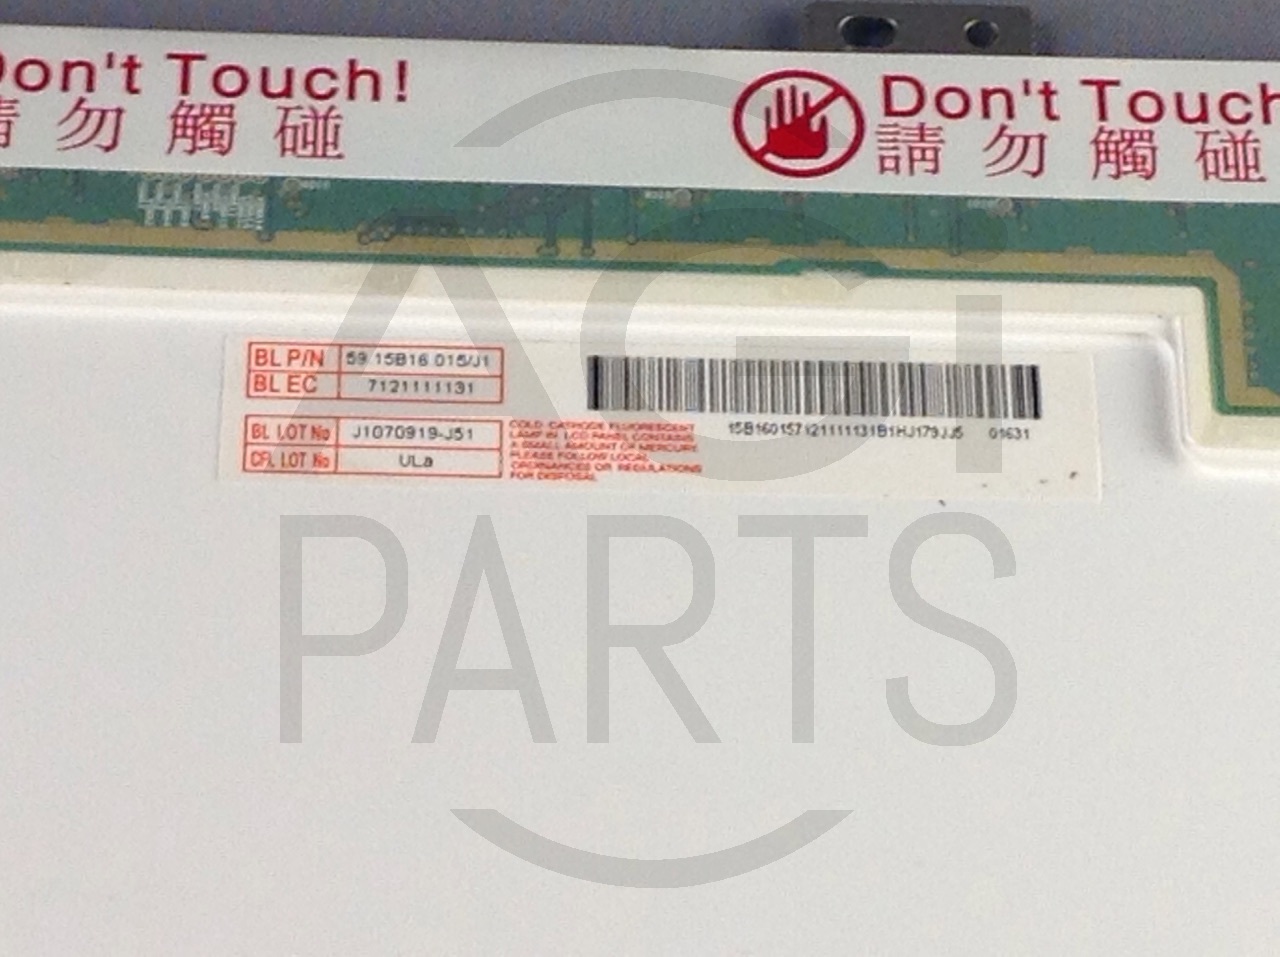 Don't Touch!
請勿觸碰
Don't Touch
請勿觸碰
BL P/N 59.15B16.015/J1
BL EC 7121111131
BL LOT No J1070919-J51
CFL LOT No ULa
COLD CATHODE FLUORESCENT
LAMP IN LCD PANEL CONTAINS
A SMALL AMOUNT OF MERCURY
PLEASE FOLLOW LOCAL
ORDINANCES OR REGULATIONS
FOR DISPOSAL
15B160157121111131B1HJ179JJ5 01631
AGi
PARTS